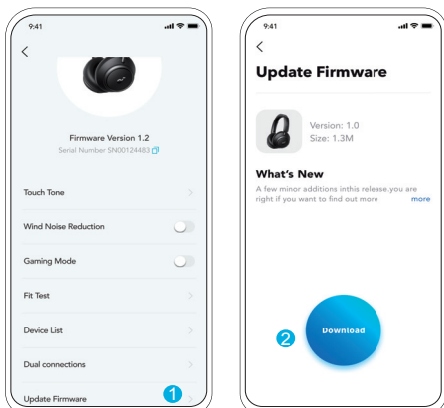 9:41
Firmware Version 1.2
Serial Number SN00124483
Touch Tone
Wind Noise Reduction
Gaming Mode
Fit Test
Device List
Dual connections
Update Firmware
1
9:41
Update Firmware
Version: 1.0
Size: 1.3M
What's New
A few minor additions inthis relesse.you are
right if you want to find out more more
Download
2